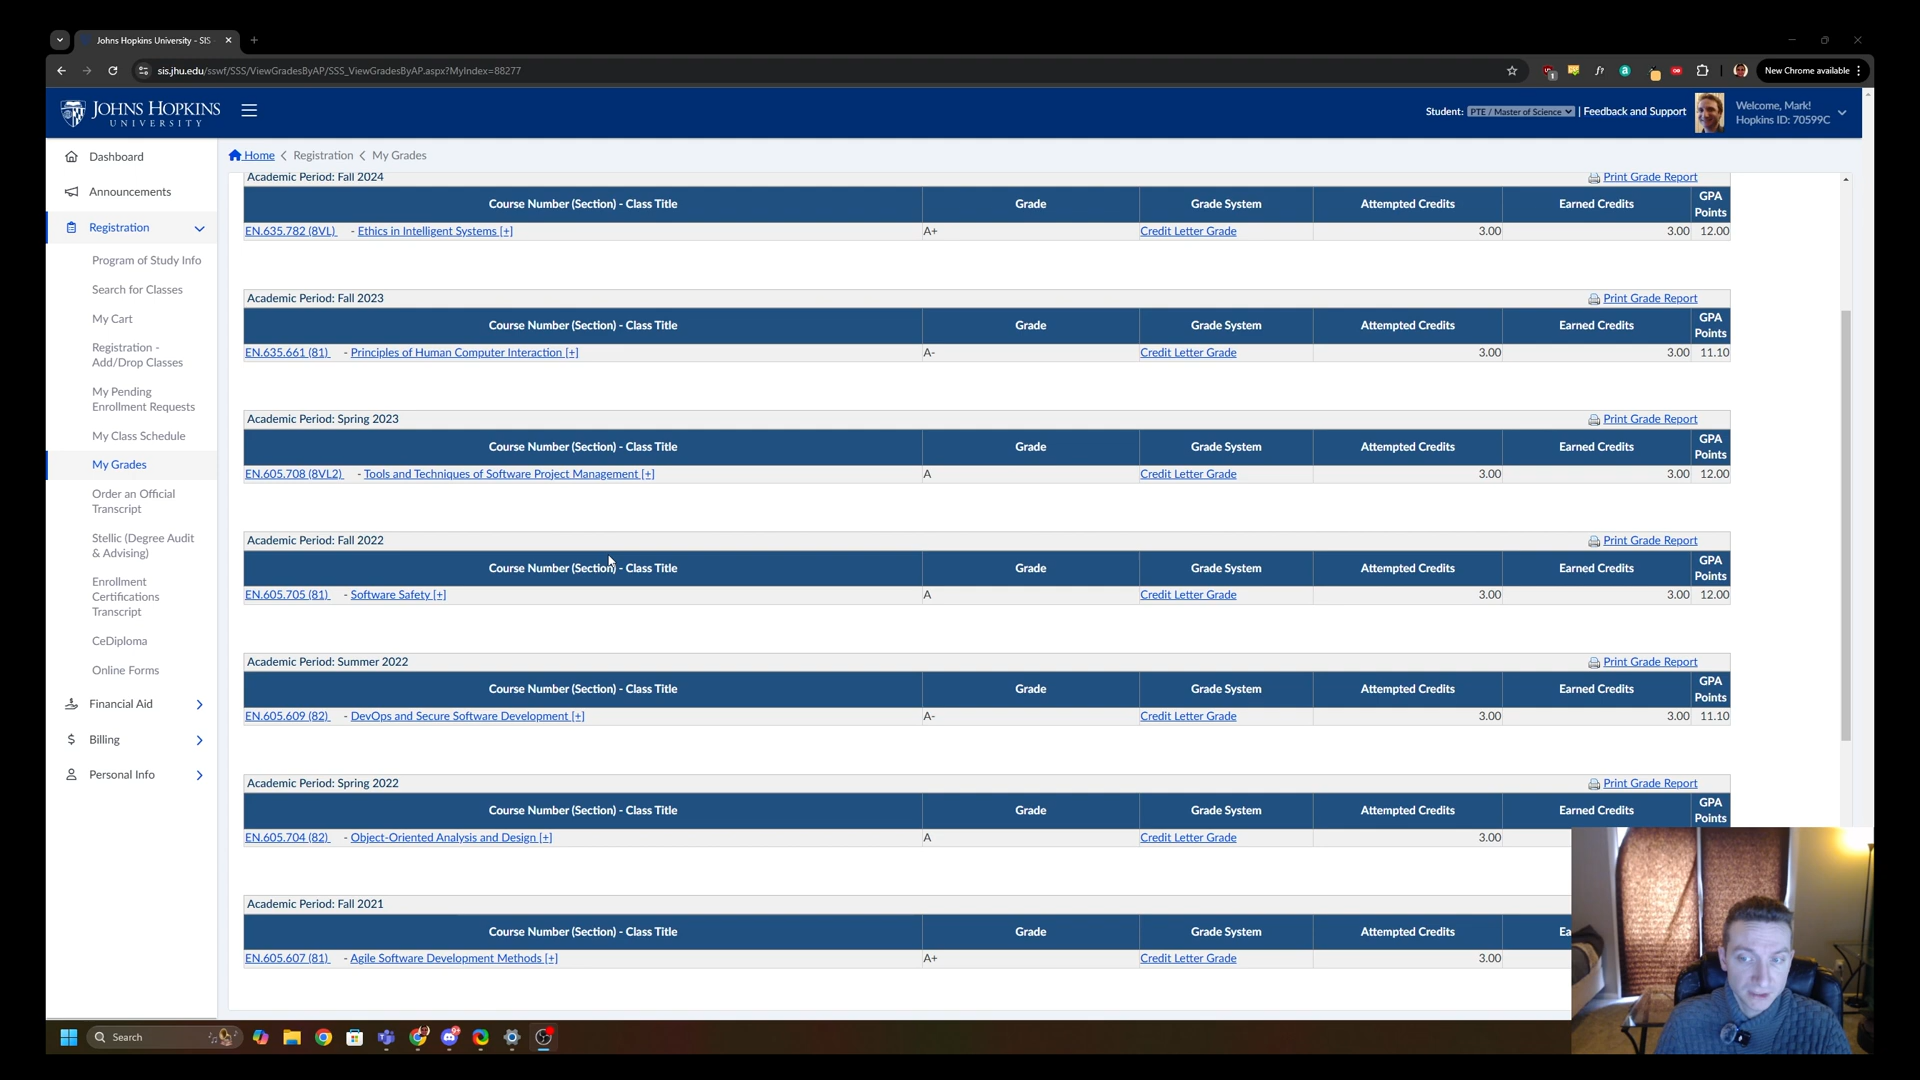 Johns Hopkins University - SIS
sis.jhu.edu/sswf/SSS/ViewGradesByAP/SSS_ViewGradesByAP.aspx?MyIndex=88277
New Chrome available
JOHNS HOPKINS
UNIVERSITY
Student: PTE / Master of Science | Feedback and Support
Welcome, Mark!
Hopkins ID: 70599C
Dashboard
Announcements
Registration
Program of Study Info
Search for Classes
My Cart
Registration -
Add/Drop Classes
My Pending
Enrollment Requests
My Class Schedule
My Grades
Order an Official
Transcript
Stellic (Degree Audit
& Advising)
Enrollment
Certifications
Transcript
CeDiploma
Online Forms
Financial Aid
Billing
Personal Info
Home < Registration < My Grades
Academic Period: Fall 2024 Print Grade Report
Course Number (Section) - Class Title Grade Grade System Attempted Credits Earned Credits GPA Points
EN.635.782 (8VL) - Ethics in Intelligent Systems [+] A+ Credit Letter Grade 3.00 3.00 12.00
Academic Period: Fall 2023 Print Grade Report
Course Number (Section) - Class Title Grade Grade System Attempted Credits Earned Credits GPA Points
EN.635.661 (81) - Principles of Human Computer Interaction [+] A- Credit Letter Grade 3.00 3.00 11.10
Academic Period: Spring 2023 Print Grade Report
Course Number (Section) - Class Title Grade Grade System Attempted Credits Earned Credits GPA Points
EN.605.708 (8VL2) - Tools and Techniques of Software Project Management [+] A Credit Letter Grade 3.00 3.00 12.00
Academic Period: Fall 2022 Print Grade Report
Course Number (Section) - Class Title Grade Grade System Attempted Credits Earned Credits GPA Points
EN.605.705 (81) - Software Safety [+] A Credit Letter Grade 3.00 3.00 12.00
Academic Period: Summer 2022 Print Grade Report
Course Number (Section) - Class Title Grade Grade System Attempted Credits Earned Credits GPA Points
EN.605.609 (82) - DevOps and Secure Software Development [+] A- Credit Letter Grade 3.00 3.00 11.10
Academic Period: Spring 2022 Print Grade Report
Course Number (Section) - Class Title Grade Grade System Attempted Credits Earned Credits GPA Points
EN.605.704 (82) - Object-Oriented Analysis and Design [+] A Credit Letter Grade 3.00
Academic Period: Fall 2021
Course Number (Section) - Class Title Grade Grade System Attempted Credits Ea
EN.605.607 (81) - Agile Software Development Methods [+] A+ Credit Letter Grade 3.00
Search